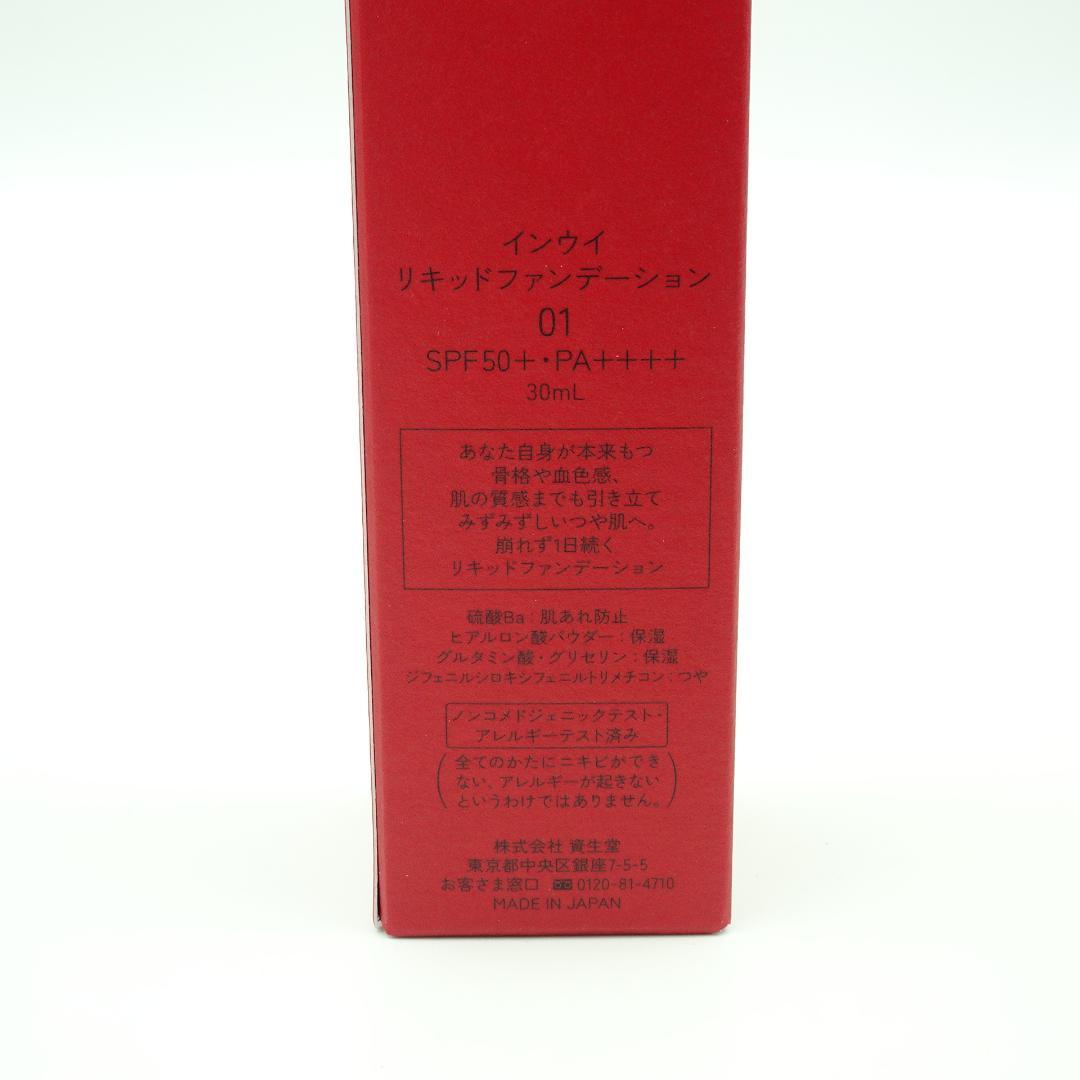 インウイ
リキッドファンデーション
01
SPF50+・PA++++
30mL
あなた自身が本来もつ
骨格や血色感、
肌の質感までも引き立て
みずみずしいつや肌へ。
崩れず1日続く
リキッドファンデーション
硫酸Ba：肌あれ防止
ヒアルロン酸パウダー：保湿
グルタミン酸・グリセリン：保湿
ジフェニルシロキシフェニルトリメチコン：つや
ノンコメドジェニックテスト・
アレルギーテスト済み
(全てのかたにニキビができ
ない、アレルギーが起きない
というわけではありません。)
株式会社 資生堂
東京都中央区銀座7-5-5
お客さま窓口 0120-81-4710
MADE IN JAPAN